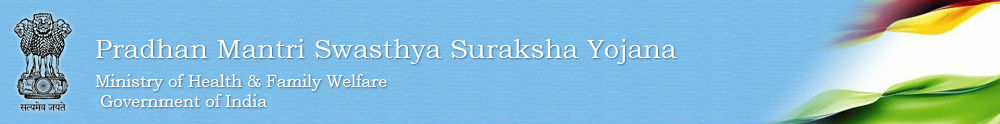 Pradhan Mantri Swasthya Suraksha Yojana
Ministry of Health & Family Welfare
Government of India
सत्यमेव जयते